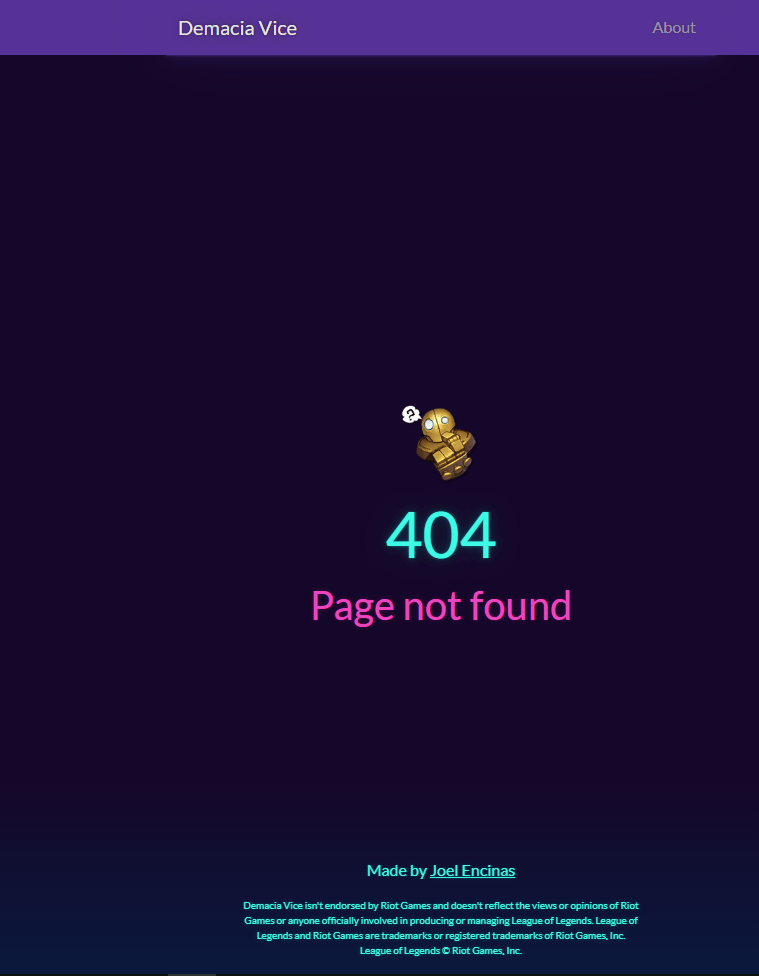 Demacia Vice
About
?
404
Page not found
Made by Joel Encinas
Demacia Vice isn't endorsed by Riot Games and doesn't reflect the views or opinions of Riot
Games or anyone officially involved in producing or managing League of Legends. League of
Legends and Riot Games are trademarks or registered trademarks of Riot Games, Inc.
League of Legends © Riot Games, Inc.